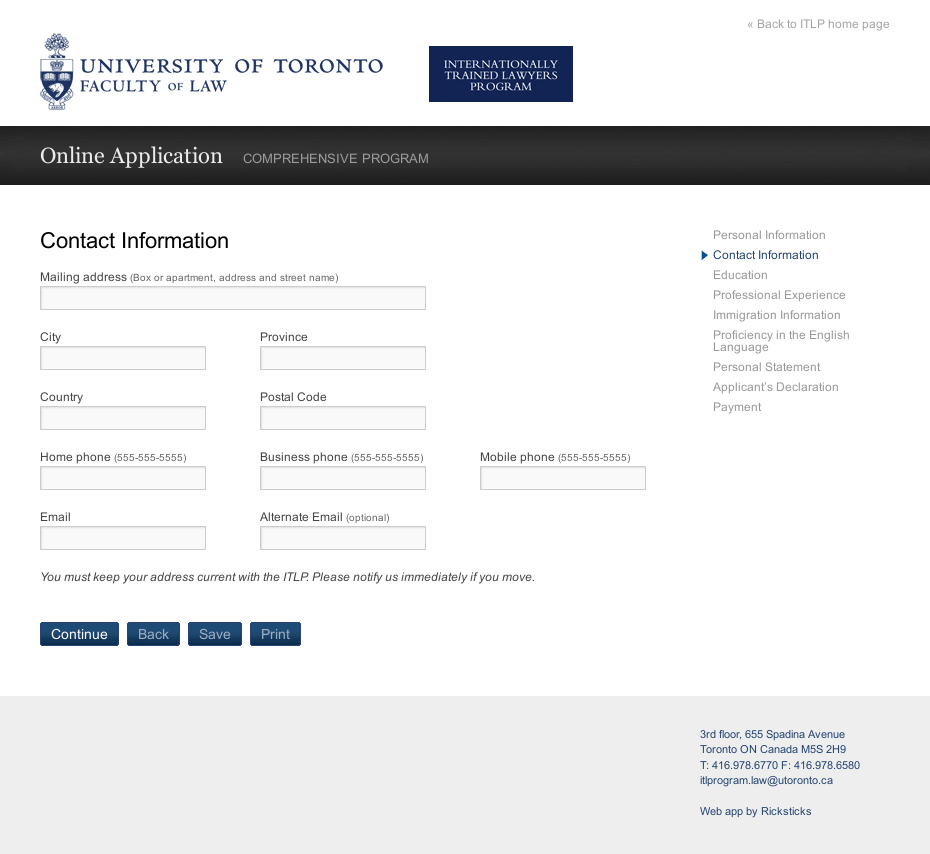 « Back to ITLP home page
UNIVERSITY OF TORONTO
FACULTY OF LAW
INTERNATIONALLY
TRAINED LAWYERS
PROGRAM
Online Application COMPREHENSIVE PROGRAM
Contact Information
Mailing address (Box or apartment, address and street name)
City Province
Country Postal Code
Home phone (555-555-5555) Business phone (555-555-5555) Mobile phone (555-555-5555)
Email Alternate Email (optional)
You must keep your address current with the ITLP. Please notify us immediately if you move.
Continue Back Save Print
Personal Information
Contact Information
Education
Professional Experience
Immigration Information
Proficiency in the English
Language
Personal Statement
Applicant’s Declaration
Payment
3rd floor, 655 Spadina Avenue
Toronto ON Canada M5S 2H9
T: 416.978.6770 F: 416.978.6580
itlprogram.law@utoronto.ca
Web app by Ricksticks